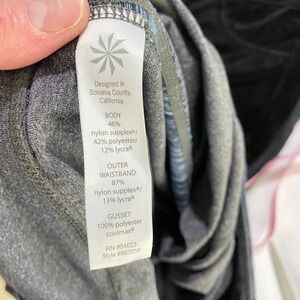 Designed in
Sonoma County,
California
BODY
46%
nylon supplex®/
42% polyester/
12% lycra®
OUTER
WAISTBAND
87%
nylon supplex®/
13% lycra®
GUSSET
100% polyester
coolmax®
RN #54023
Style #983256